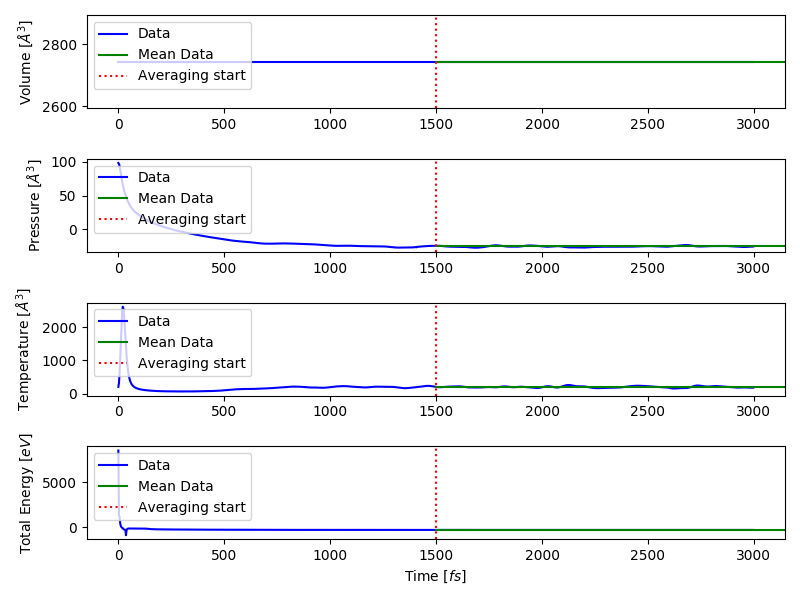 Volume [Å³]
2800
2600
Data
Mean Data
Averaging start
0 500 1000 1500 2000 2500 3000
Pressure [Å³]
100
50
0
Data
Mean Data
Averaging start
0 500 1000 1500 2000 2500 3000
Temperature [Å³]
2000
1000
0
Data
Mean Data
Averaging start
0 500 1000 1500 2000 2500 3000
Total Energy [eV]
5000
0
Data
Mean Data
Averaging start
0 500 1000 1500 2000 2500 3000
Time [fs]